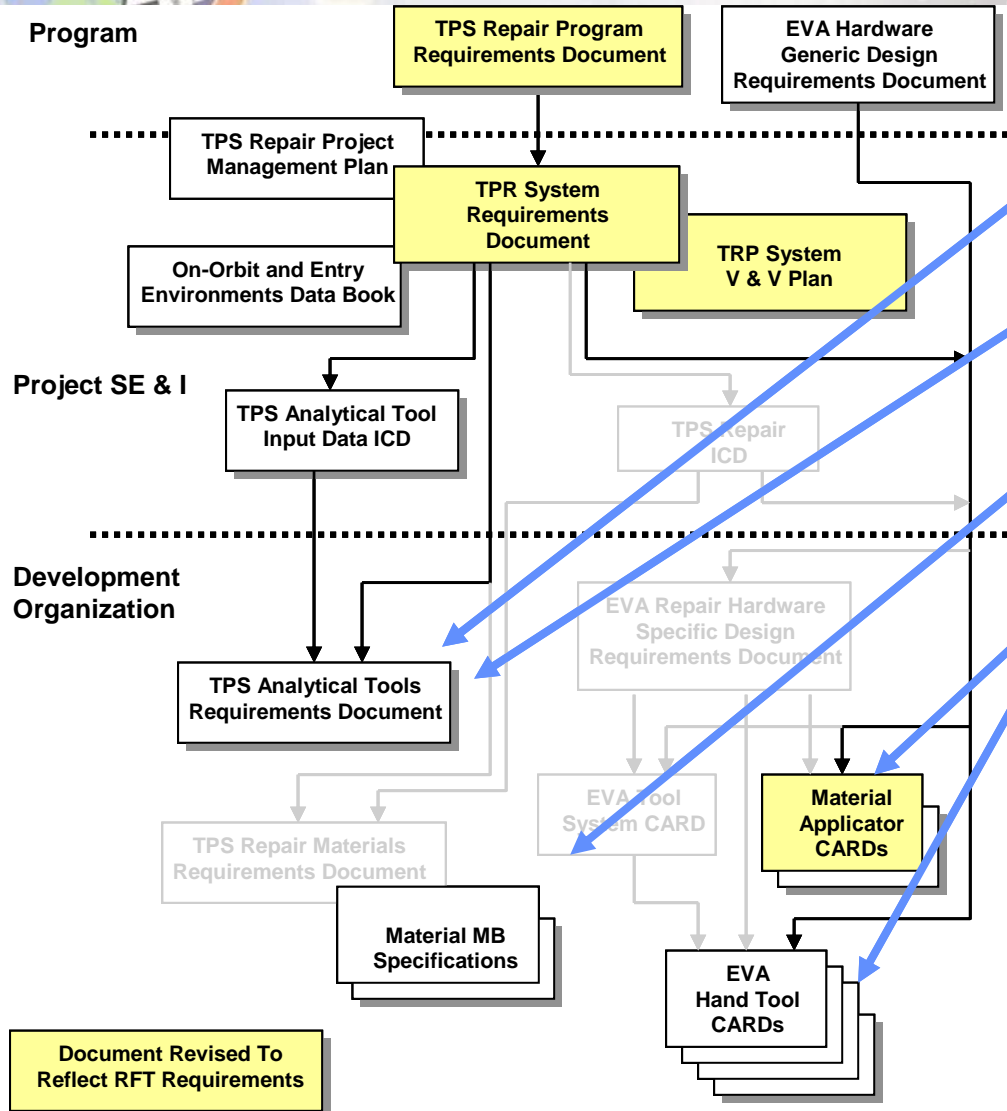 Program
TPS Repair Program
Requirements Document
EVA Hardware
Generic Design
Requirements Document
TPS Repair Project
Management Plan
TPR System
Requirements
Document
On-Orbit and Entry
Environments Data Book
TRP System
V & V Plan
Project SE & I
TPS Analytical Tool
Input Data ICD
TPS Repair
ICD
Development
Organization
EVA Repair Hardware
Specific Design
Requirements Document
TPS Analytical Tools
Requirements Document
EVA Tool
System CARD
Material
Applicator
CARDs
TPS Repair Materials
Requirements Document
Material MB
Specifications
EVA
Hand Tool
CARDs
Document Revised To
Reflect RFT Requirements